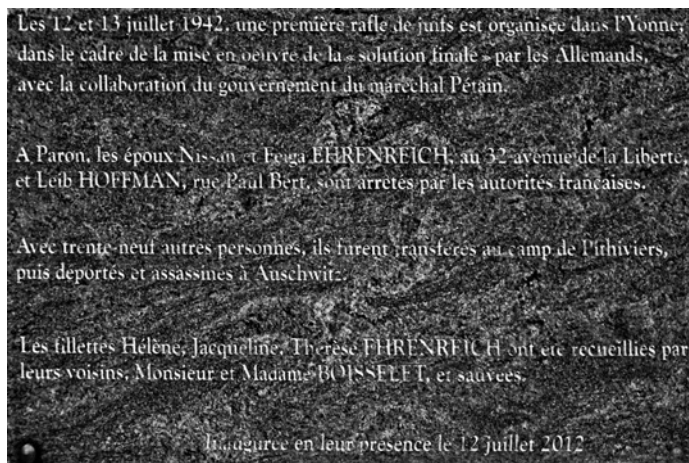 Les 12 et 13 juillet 1942, une première rafle de juifs est organisée dans l'Yonne,
dans le cadre de la mise en oeuvre de la « solution finale » par les Allemands,
avec la collaboration du gouvernement du maréchal Pétain.
A Paron, les époux Nissan et Feiga EHRENREICH, au 32 avenue de la Liberté,
et Leib HOFFMAN, rue Paul Bert, sont arrêtés par les autorités françaises.
Avec trente-neuf autres personnes, ils furent transférés au camp de Pithiviers,
puis déportés et assassinés à Auschwitz.
Les fillettes Hélène, Jacqueline, Thérèse EHRENREICH ont été recueillies par
leurs voisins, Monsieur et Madame BOISSELET, et sauvées.
Inaugurée en leur présence le 12 juillet 2012